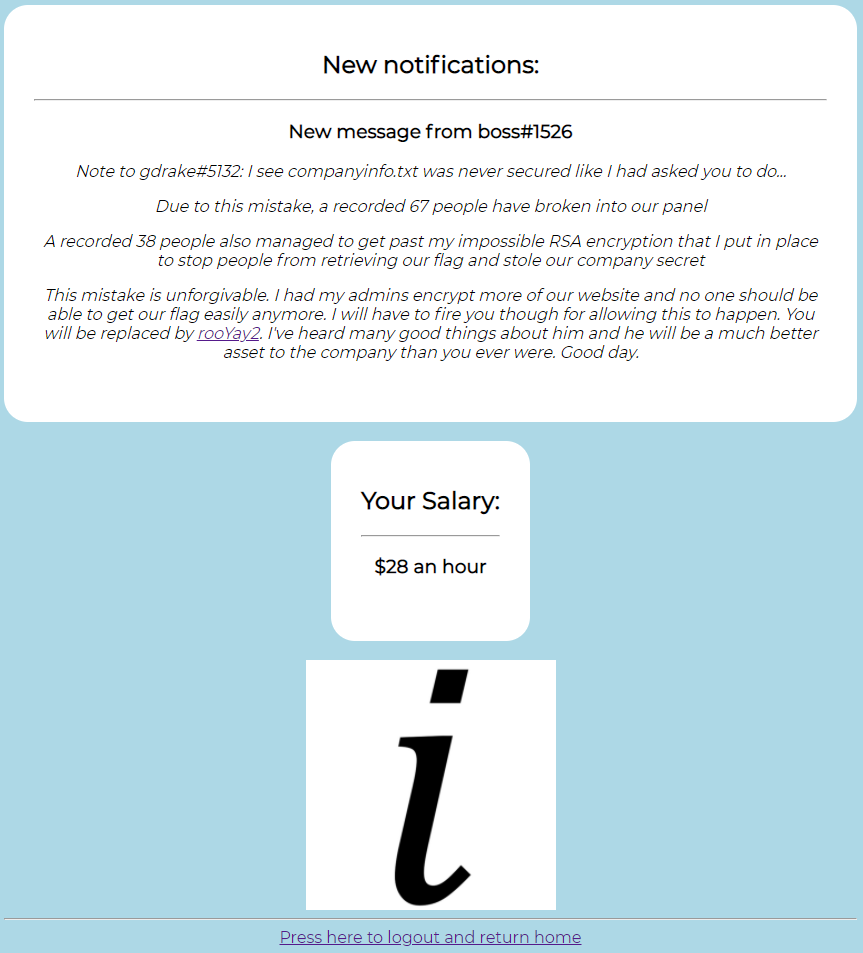 New notifications:
New message from boss#1526
Note to gdrake#5132: I see companyinfo.txt was never secured like I had asked you to do...
Due to this mistake, a recorded 67 people have broken into our panel
A recorded 38 people also managed to get past my impossible RSA encryption that I put in place
to stop people from retrieving our flag and stole our company secret
This mistake is unforgivable. I had my admins encrypt more of our website and no one should be
able to get our flag easily anymore. I will have to fire you though for allowing this to happen. You
will be replaced by rooYay2. I've heard many good things about him and he will be a much better
asset to the company than you ever were. Good day.
Your Salary:
$28 an hour
i
Press here to logout and return home